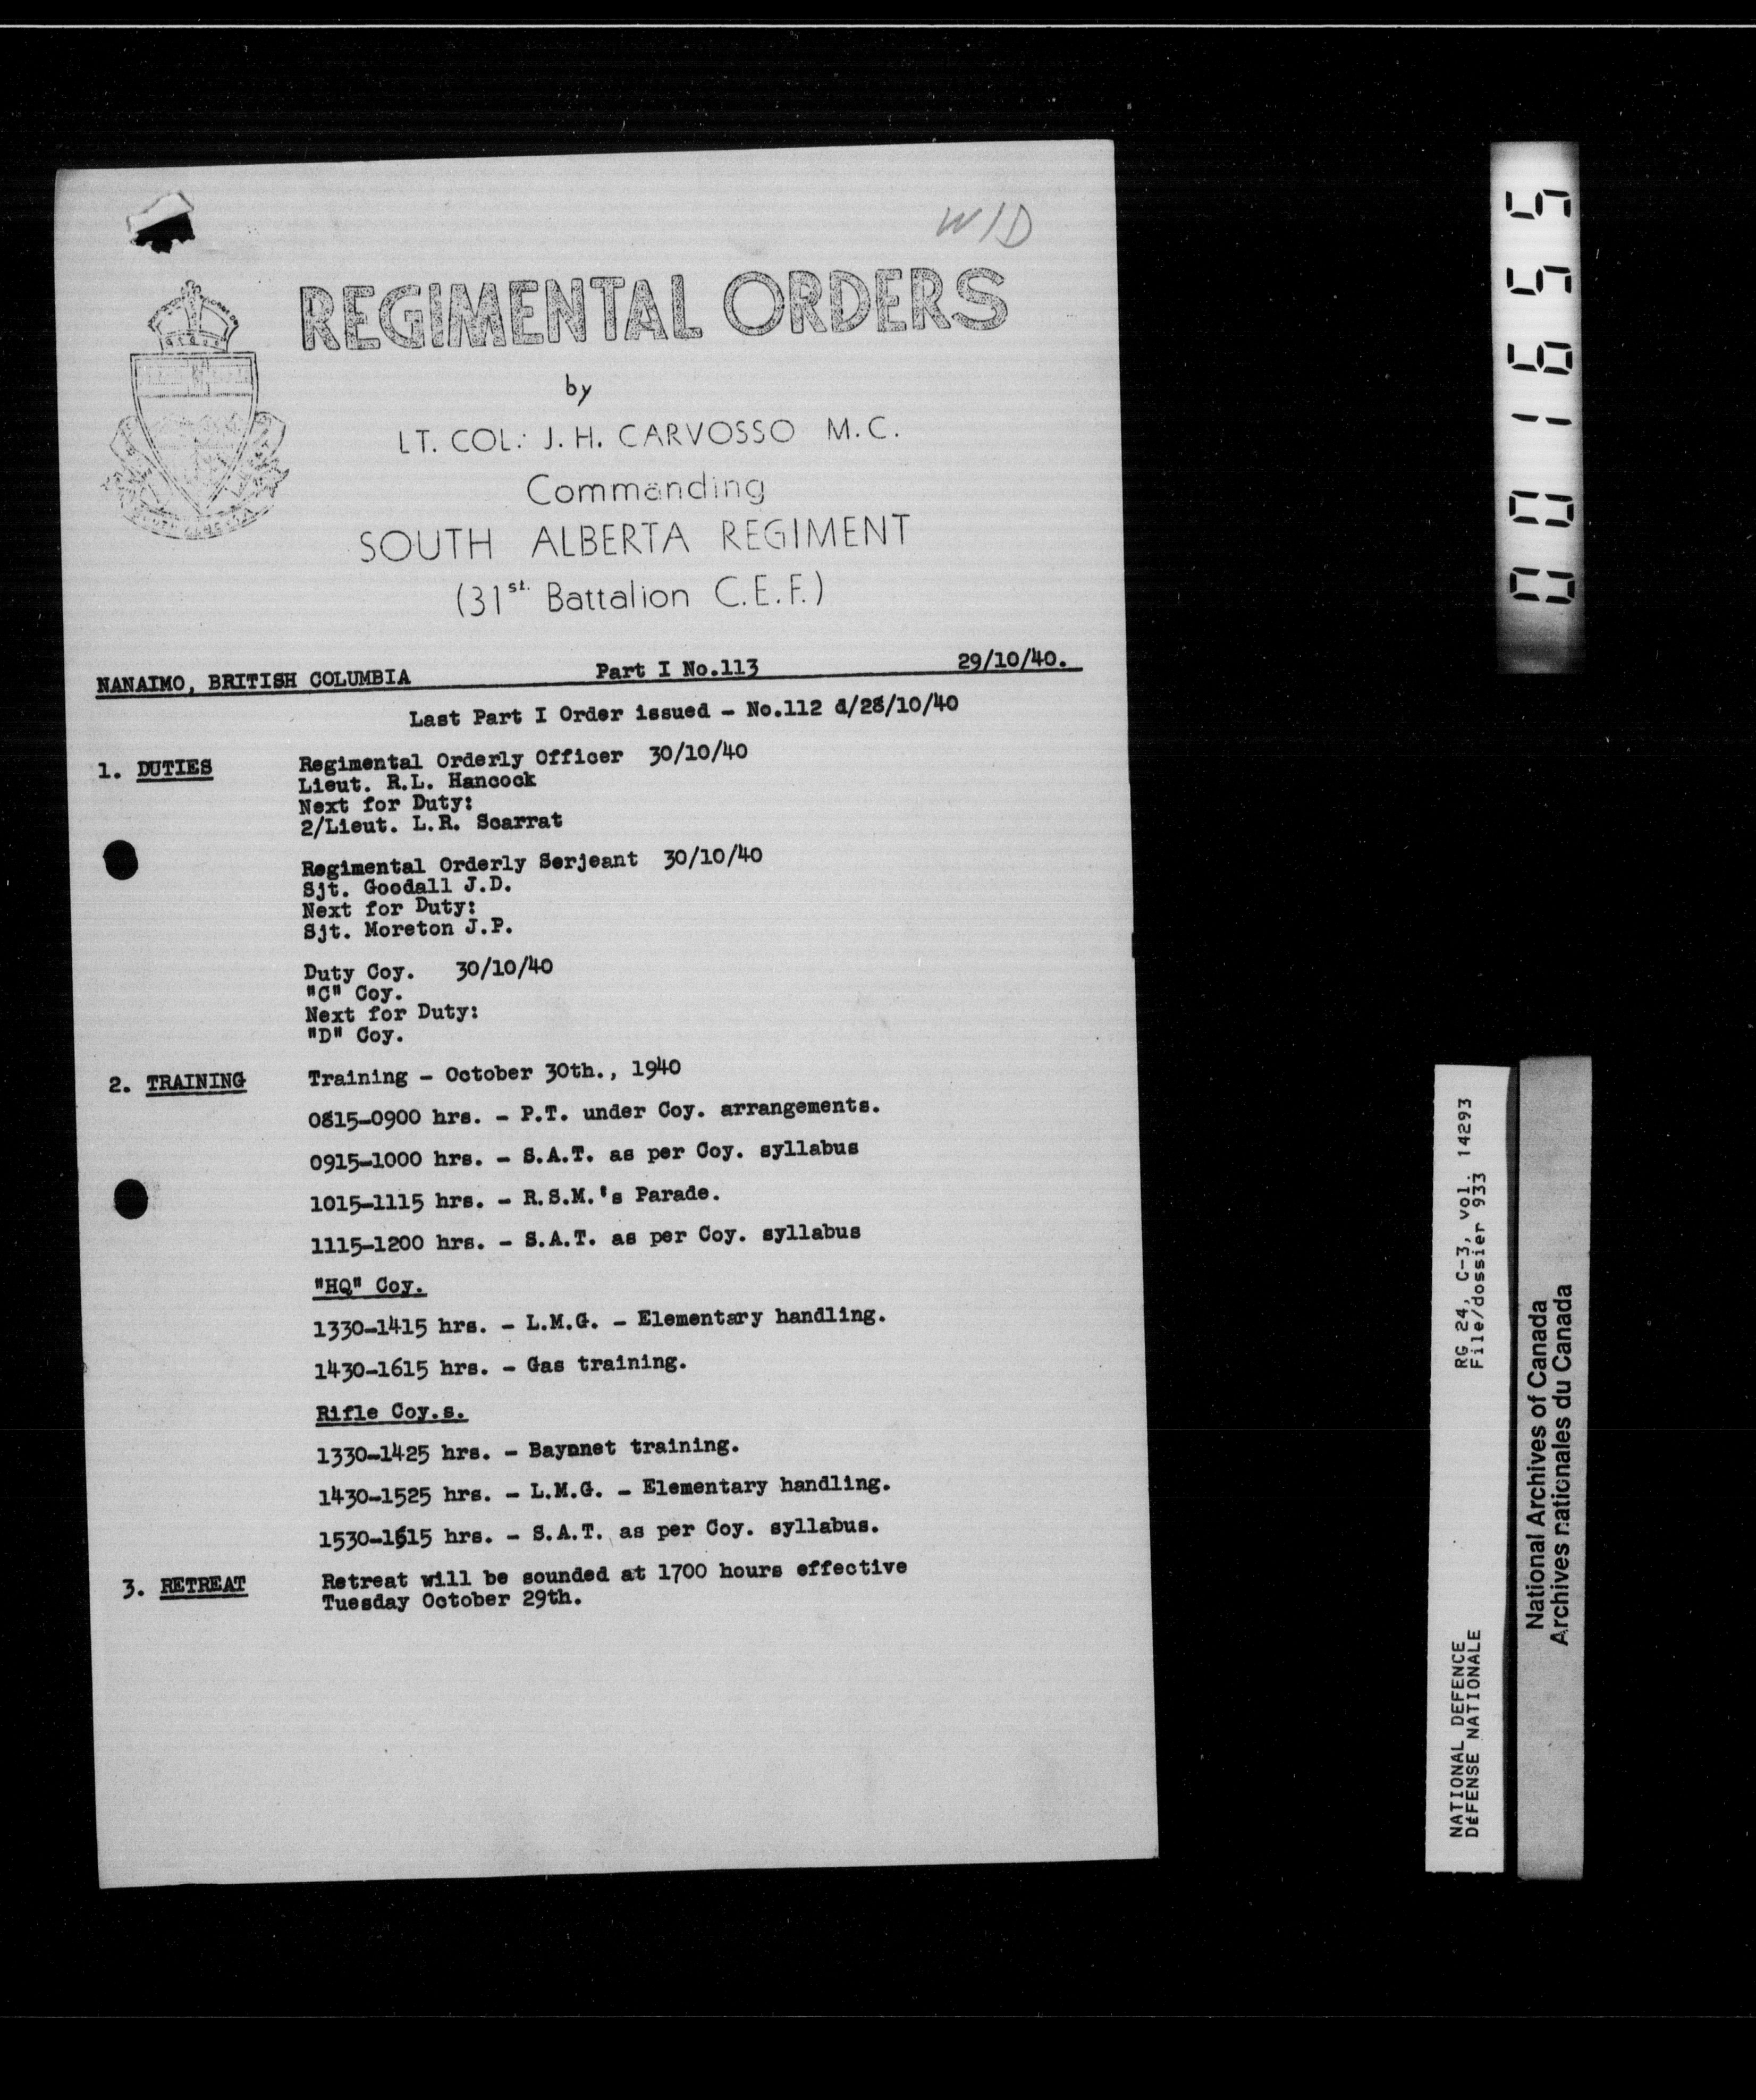 W/D
REGIMENTAL ORDERS
by
LT. COL: J. H. CARVOSSO M.C.
Commanding
SOUTH ALBERTA REGIMENT
(31st. Battalion C.E.F.)
NANAIMO, BRITISH COLUMBIA Part I No.113 29/10/40.
Last Part I Order issued - No.112 d/28/10/40
1. DUTIES Regimental Orderly Officer 30/10/40
Lieut. R.L. Hancock
Next for Duty:
2/Lieut. L.R. Scarrat
Regimental Orderly Serjeant 30/10/40
Sjt. Goodall J.D.
Next for Duty:
Sjt. Moreton J.P.
Duty Coy. 30/10/40
"C" Coy.
Next for Duty:
"D" Coy.
2. TRAINING Training - October 30th., 1940
0815-0900 hrs. - P.T. under Coy. arrangements.
0915-1000 hrs. - S.A.T. as per Coy. syllabus
1015-1115 hrs. - R.S.M.'s Parade.
1115-1200 hrs. - S.A.T. as per Coy. syllabus
"HQ" Coy.
1330-1415 hrs. - L.M.G. - Elementary handling.
1430-1615 hrs. - Gas training.
Rifle Coy.s.
1330-1425 hrs. - Bayonet training.
1430-1525 hrs. - L.M.G. - Elementary handling.
1530-1615 hrs. - S.A.T. as per Coy. syllabus.
3. RETREAT Retreat will be sounded at 1700 hours effective
Tuesday October 29th.
001655
RG 24, C-3, vol. 14293
File/dossier 933
NATIONAL DEFENCE
DéFENSE NATIONALE
National Archives of Canada
Archives nationales du Canada